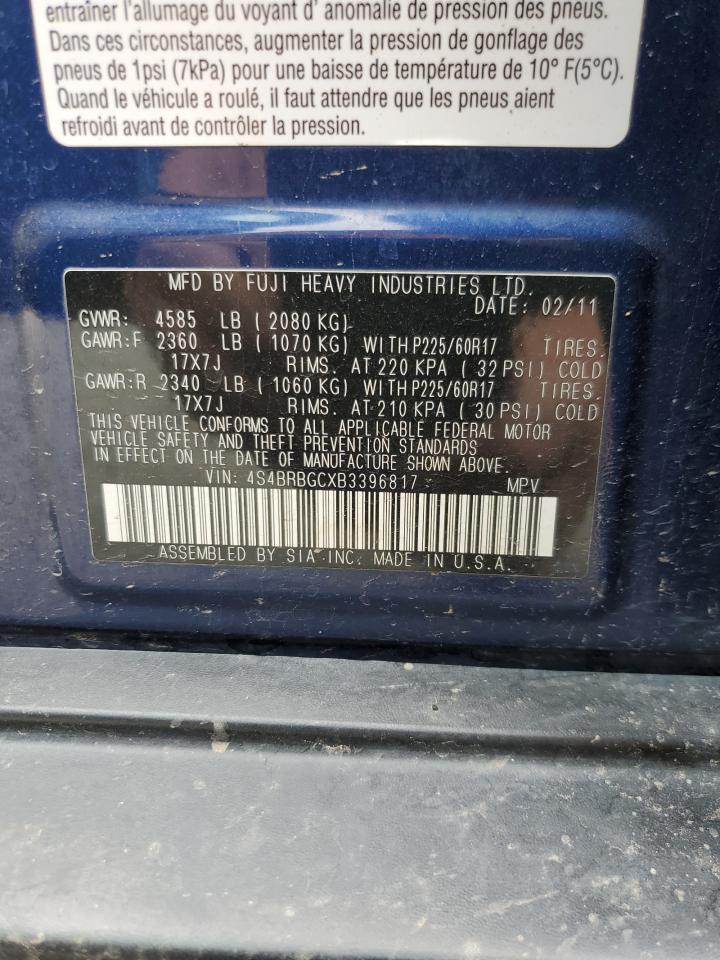 entraîner l'allumage du voyant d' anomalie de pression des pneus.
Dans ces circonstances, augmenter la pression de gonflage des
pneus de 1psi (7kPa) pour une baisse de température de 10° F(5°C).
Quand le véhicule a roulé, il faut attendre que les pneus aient
refroidi avant de contrôler la pression.
MFD BY FUJI HEAVY INDUSTRIES LTD.
DATE: 02/11
GVWR: 4585 LB ( 2080 KG)
GAWR:F 2360 LB ( 1070 KG) WITH P225/60R17 TIRES.
17X7J RIMS. AT 220 KPA ( 32 PSI) COLD
GAWR:R 2340 LB ( 1060 KG) WITH P225/60R17 TIRES.
17X7J RIMS. AT 210 KPA ( 30 PSI) COLD
THIS VEHICLE CONFORMS TO ALL APPLICABLE FEDERAL MOTOR
VEHICLE SAFETY AND THEFT PREVENTION STANDARDS
IN EFFECT ON THE DATE OF MANUFACTURE SHOWN ABOVE.
VIN: 4S4BRBGCXB3396817 MPV
ASSEMBLED BY SIA INC. MADE IN U.S.A.